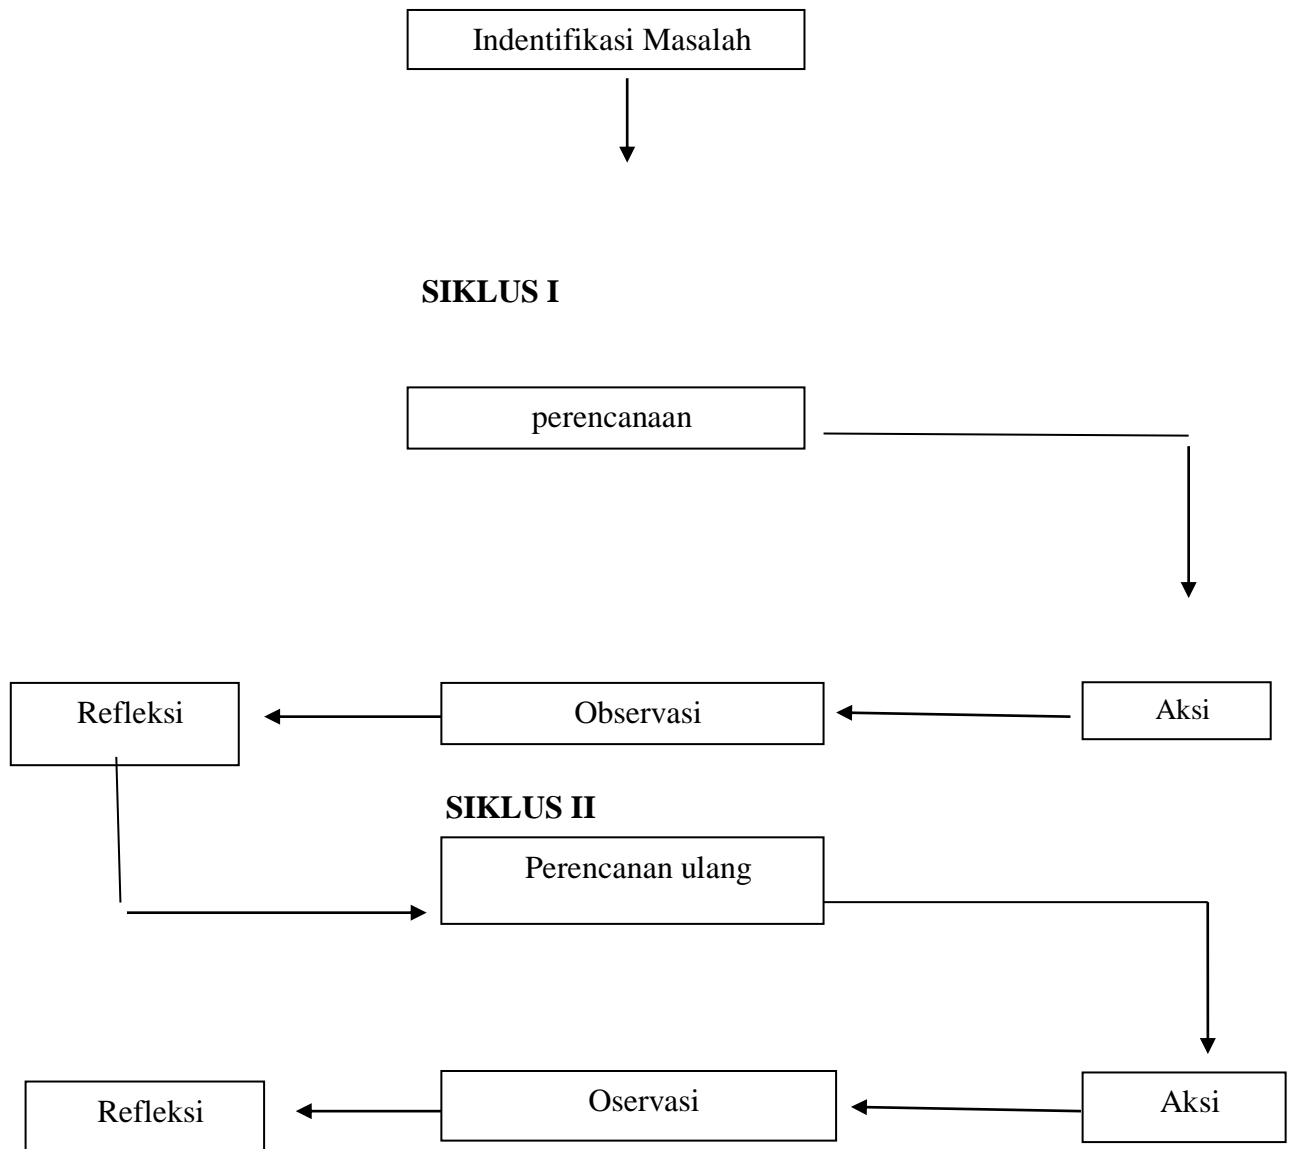 Indentifikasi Masalah
SIKLUS I
perencanaan
Refleksi
Observasi
Aksi
SIKLUS II
Perencanan ulang
Refleksi
Oservasi
Aksi